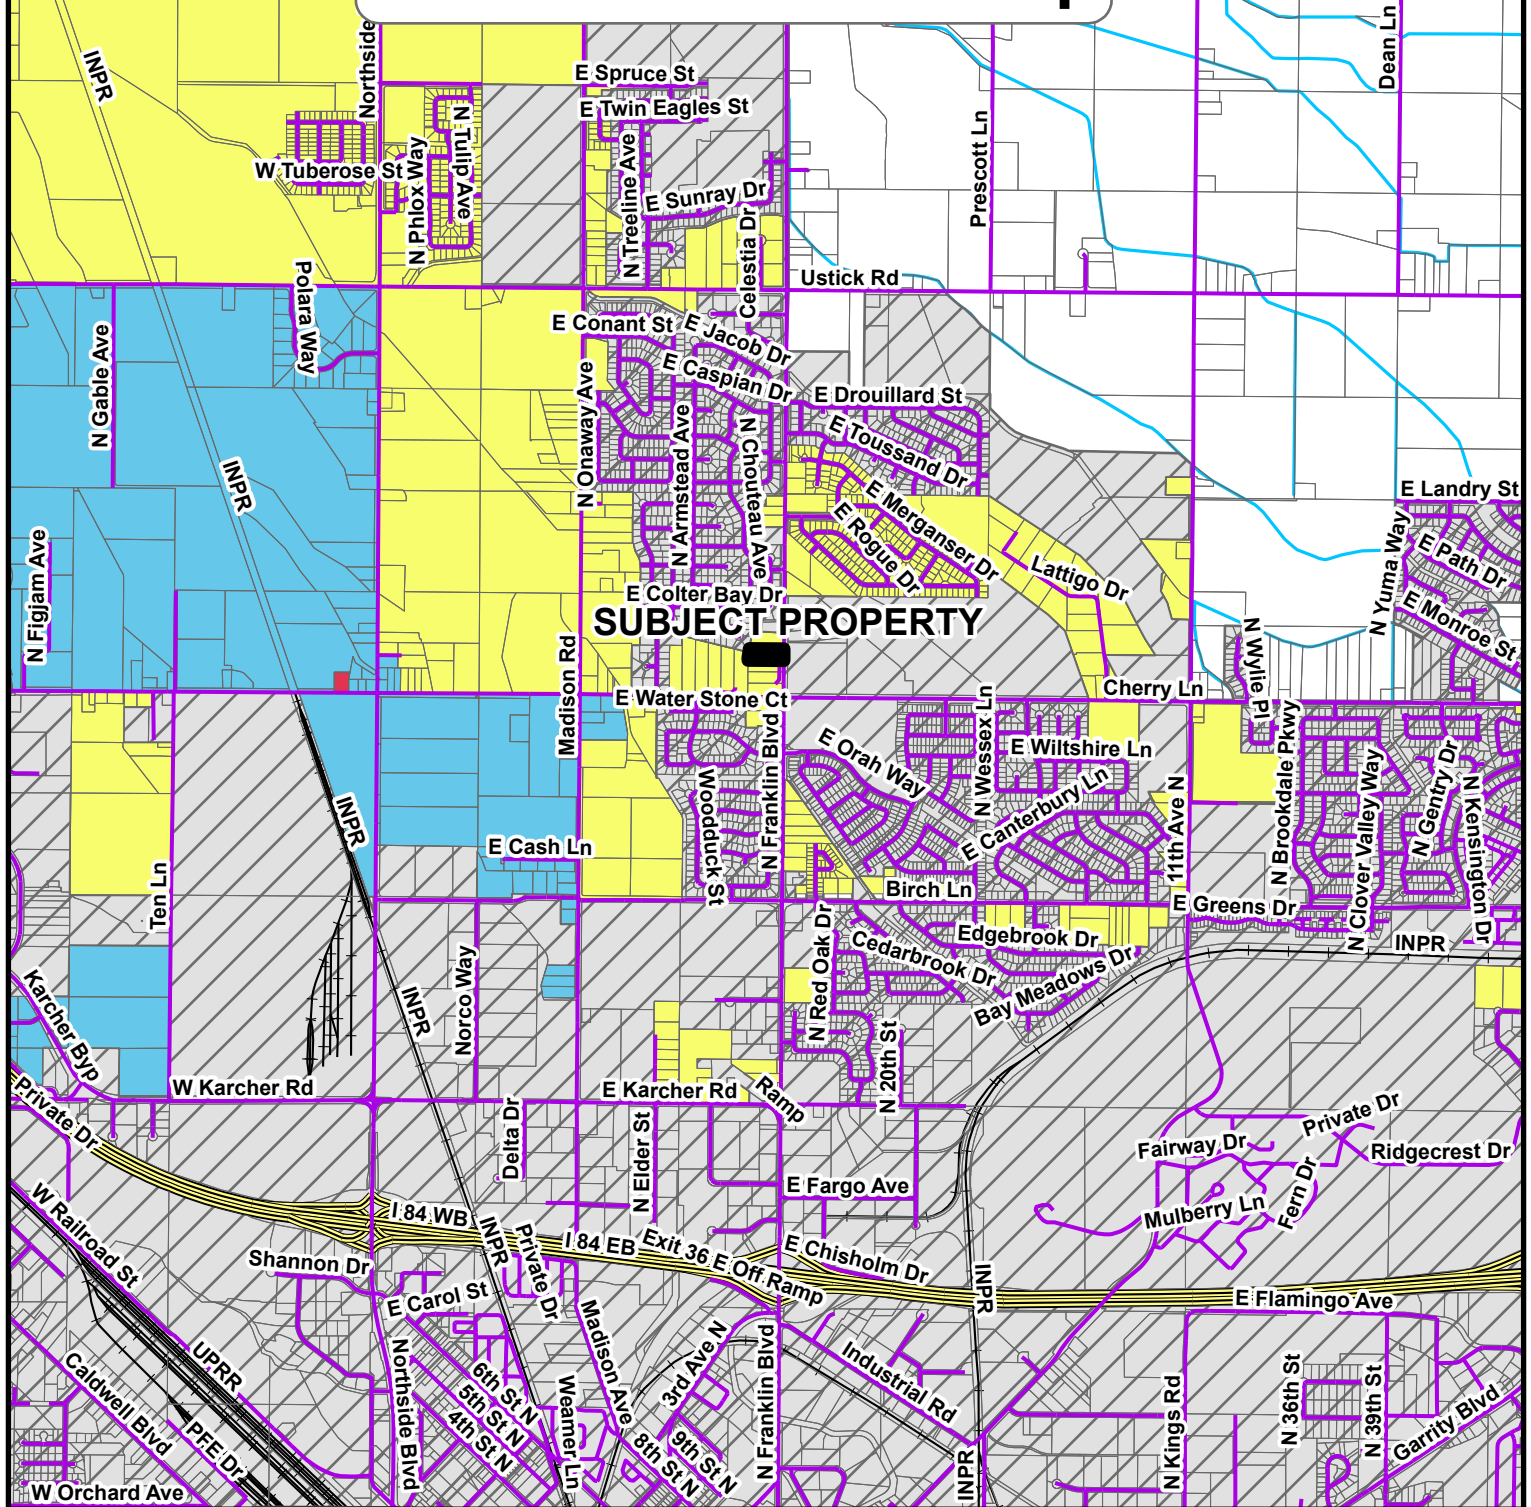 Dean Ln
Northside
INPR
E Spruce St
E Twin Eagles St
N Tulip Ave
N Phlox Way
N Treeline Ave
Prescott Ln
W Tuberose St
E Sunray Dr
Celestia Dr
Ustick Rd
Polara Way
N Gable Ave
E Conant St
E Jacob Dr
E Caspian Dr
N Onaway Ave
E Drouillard St
N Armstead Ave
N Chouteau Ave
E Toussand Dr
INPR
E Merganser Dr
E Rogue Dr
E Landry St
E Path Dr
N Yuma Way
E Monroe St
N Figjam Ave
Lattigo Dr
E Colter Bay Dr
SUBJECT PROPERTY
N Wylie Pl
Madison Rd
E Water Stone Ct
Cherry Ln
N Franklin Blvd
E Orah Way
N Wessex Ln
E Wiltshire Ln
N Brookdale Pkwy
N Clover Valley Way
N Gentry Dr
N Kensington Dr
INPR
Woodduck St
E Canterbury Ln
11th Ave N
E Cash Ln
Ten Ln
Birch Ln
E Greens Dr
N Red Oak Dr
Edgebrook Dr
Cedarbrook Dr
INPR
Bay Meadows Dr
Karcher Byp
INPR
Norco Way
N 20th St
W Karcher Rd
E Karcher Rd
Ramp
Private Dr
Delta Dr
N Elder St
Private Dr
Fairway Dr
Ridgecrest Dr
E Fargo Ave
Fern Dr
Mulberry Ln
W Railroad St
I 84 WB
INPR
Private Dr
I 84 EB
Exit 36 E Off Ramp
E Chisholm Dr
Shannon Dr
INPR
E Carol St
E Flamingo Ave
Madison Ave
UPRR
Caldwell Blvd
Northside Blvd
6th St N
5th St N
4th St N
Weamer Ln
3rd Ave N
N Franklin Blvd
Industrial Rd
N Kings Rd
N 36th St
N 39th St
Garrity Blvd
PFE Dr
9th St N
8th St N
INPR
W Orchard Ave